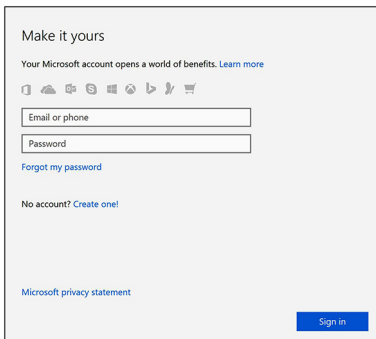 Make it yours
Your Microsoft account opens a world of benefits. Learn more
Email or phone
Password
Forgot my password
No account? Create one!
Microsoft privacy statement
Sign in